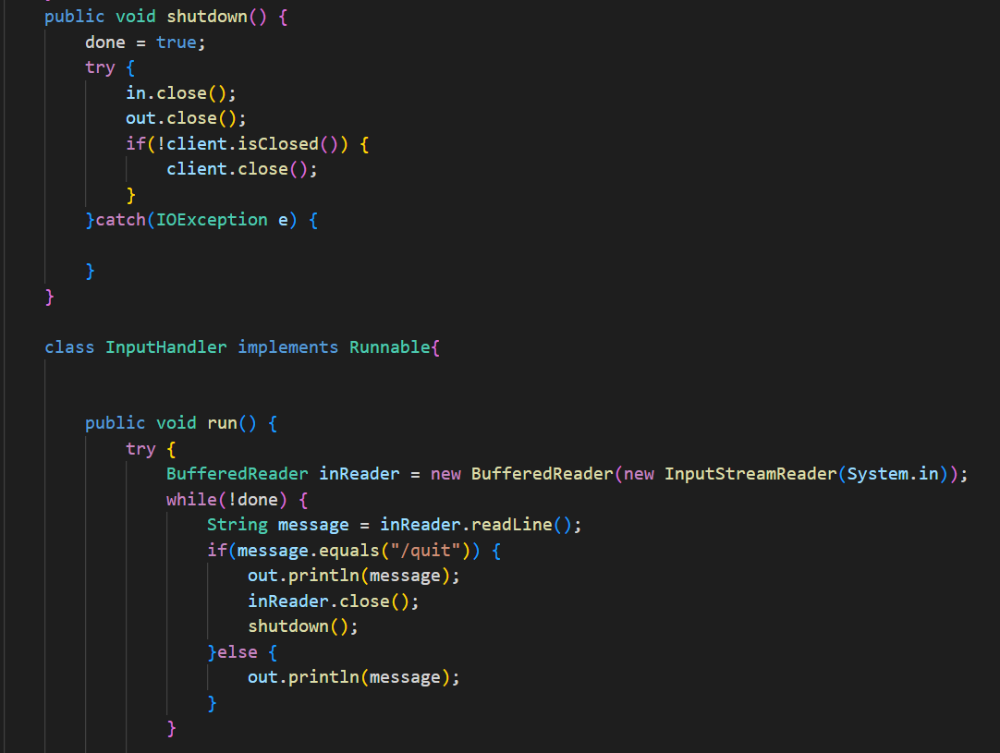 public void shutdown() {
    done = true;
    try {
        in.close();
        out.close();
        if(!client.isClosed()) {
            client.close();
        }
    }catch(IOException e) {

    }
}

class InputHandler implements Runnable{


    public void run() {
        try {
            BufferedReader inReader = new BufferedReader(new InputStreamReader(System.in));
            while(!done) {
                String message = inReader.readLine();
                if(message.equals("/quit")) {
                    out.println(message);
                    inReader.close();
                    shutdown();
                }else {
                    out.println(message);
                }
            }